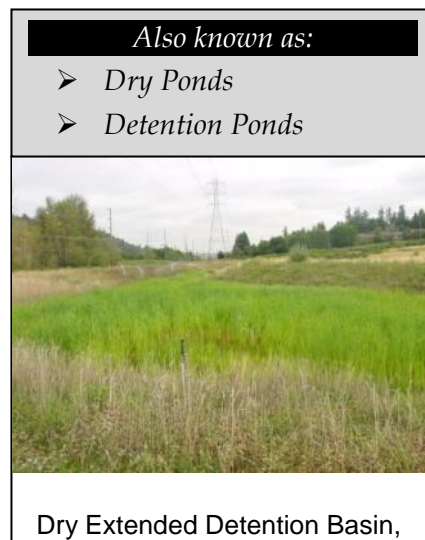 Also known as:
➢ Dry Ponds
➢ Detention Ponds
Dry Extended Detention Basin,